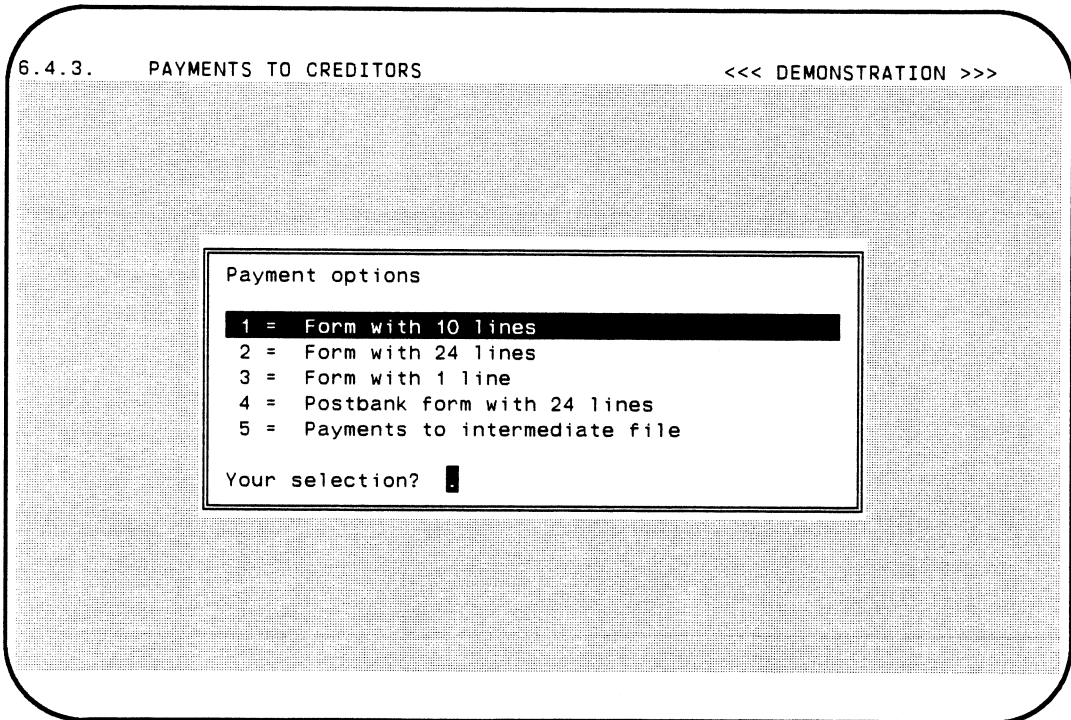 6.4.3. PAYMENTS TO CREDITORS <<< DEMONSTRATION >>>
Payment options
1 = Form with 10 lines
2 = Form with 24 lines
3 = Form with 1 line
4 = Postbank form with 24 lines
5 = Payments to intermediate file
Your selection? .